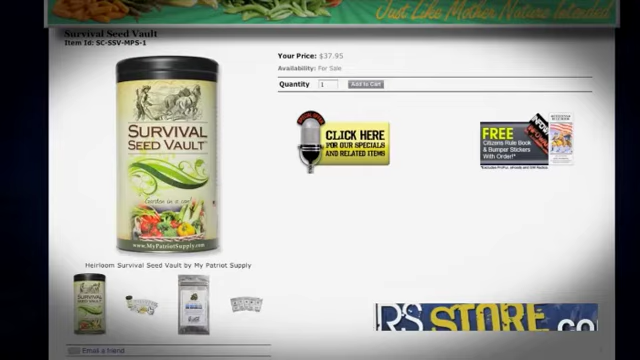 Just Like Mother Nature Intended
Survival Seed Vault
Item Id: SC-SSV-MPS-1
Your Price: $37.95
Availability: For Sale
Quantity 1 Add to Cart
SURVIVAL
SEED VAULT
Garden in a can!
www.MyPatriotSupply.com
CLICK HERE
FOR OUR SPECIALS
AND RELATED ITEMS
FREE
Citizens Rule Book
& Bumper Stickers
With Order!*
Heirloom Survival Seed Vault by My Patriot Supply
RS STORE.CO
Email a friend